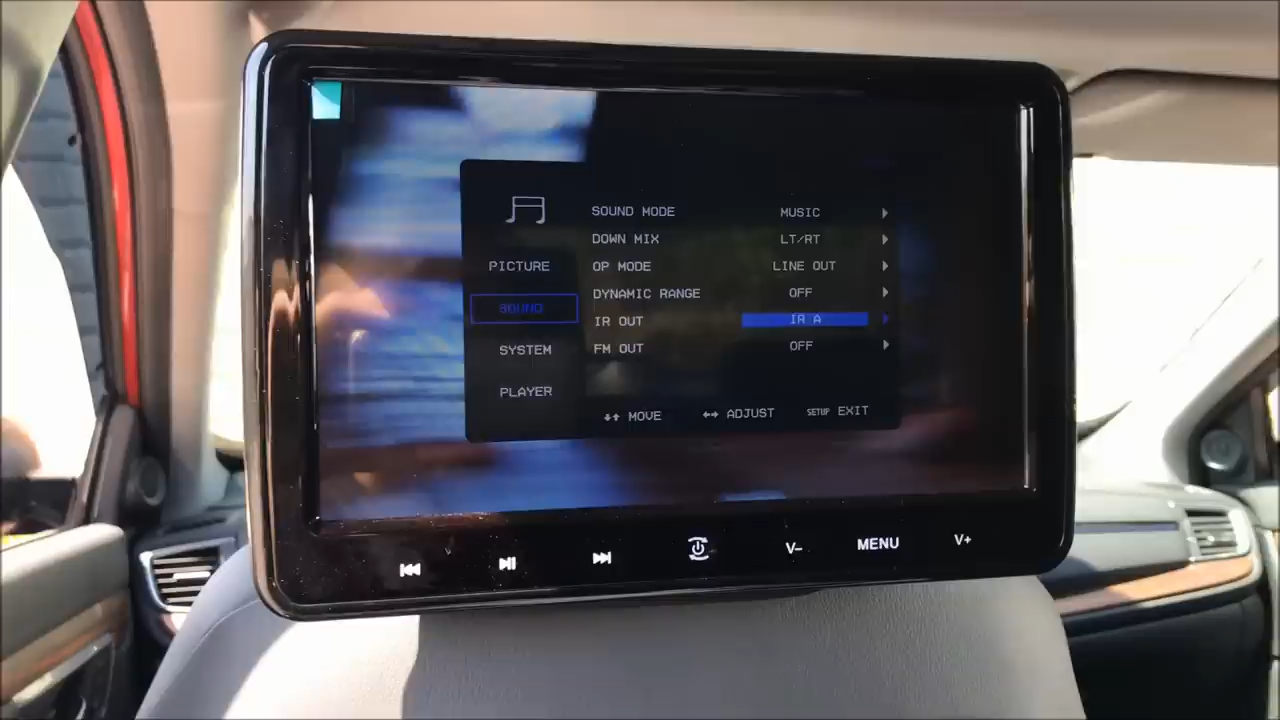 SOUND MODE MUSIC
DOWN MIX LT/RT
PICTURE OP MODE LINE OUT
DYNAMIC RANGE OFF
SOUND IR OUT IR A
SYSTEM FM OUT OFF
PLAYER
MOVE ADJUST SETUP EXIT
V- MENU V+